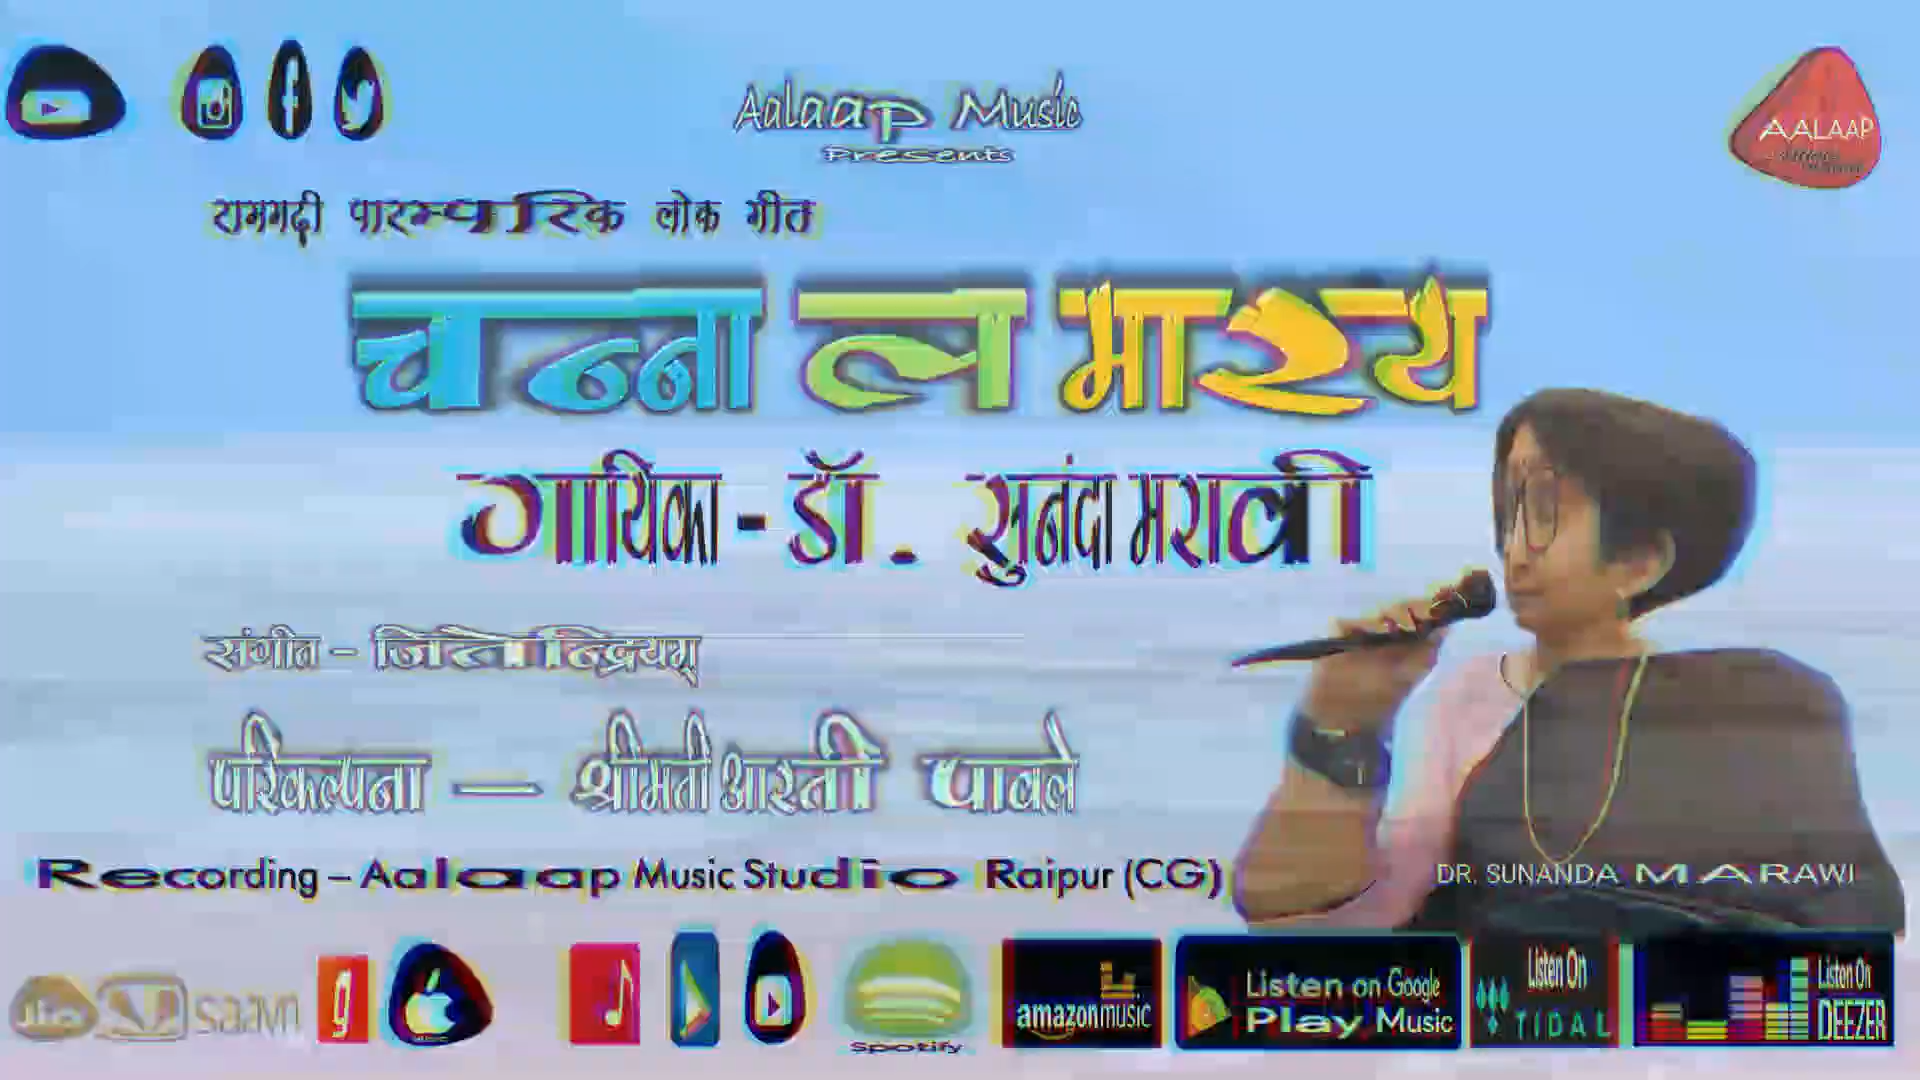 Aalaap Music
Presents
AALAAP
रामगढ़ी पारम्परिक लोक गीत
चन्ना ल मारय
गायिका - डॉ. सुनंदा मरावी
संगीत - जितेन्द्रियम्
परिकल्पना — श्रीमती आरती पावले
Recording – Aalaap Music Studio Raipur (CG)
DR. SUNANDA MARAWI
Jio saavn
Spotify
amazonmusic
Listen on Google
Play Music
Listen On
TIDAL
Listen On
DEEZER